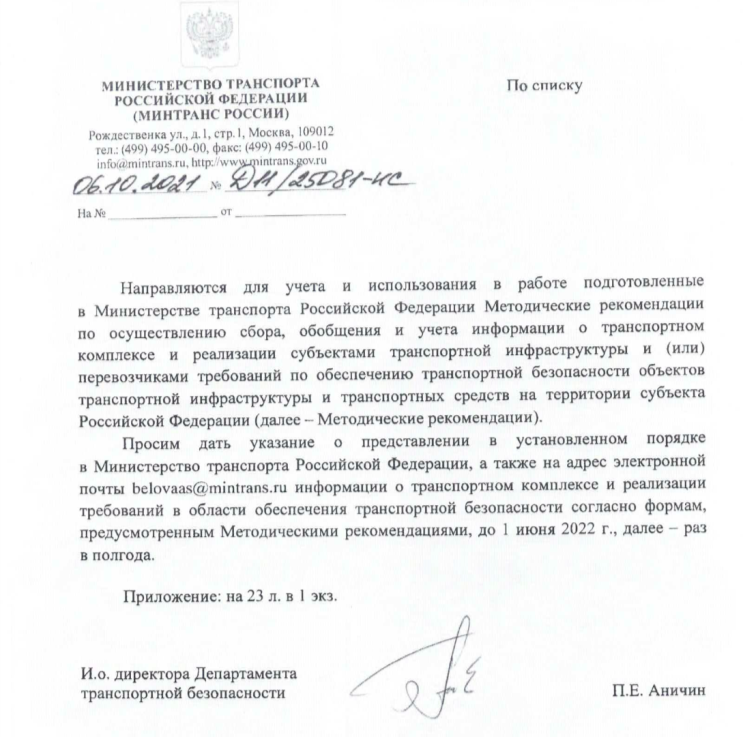 МИНИСТЕРСТВО ТРАНСПОРТА
РОССИЙСКОЙ ФЕДЕРАЦИИ
(МИНТРАНС РОССИИ)
Рождественка ул., д. 1, стр. 1, Москва, 109012
тел.: (499) 495-00-00, факс: (499) 495-00-10
info@mintrans.ru, http://www.mintrans.gov.ru
06.10.2021 № Д11/25081-ИС
На № от
По списку
Направляются для учета и использования в работе подготовленные
в Министерстве транспорта Российской Федерации Методические рекомендации
по осуществлению сбора, обобщения и учета информации о транспортном
комплексе и реализации субъектами транспортной инфраструктуры и (или)
перевозчиками требований по обеспечению транспортной безопасности объектов
транспортной инфраструктуры и транспортных средств на территории субъекта
Российской Федерации (далее – Методические рекомендации).
Просим дать указание о представлении в установленном порядке
в Министерство транспорта Российской Федерации, а также на адрес электронной
почты belovaas@mintrans.ru информации о транспортном комплексе и реализации
требований в области обеспечения транспортной безопасности согласно формам,
предусмотренным Методическими рекомендациями, до 1 июня 2022 г., далее – раз
в полгода.
Приложение: на 23 л. в 1 экз.
И.о. директора Департамента
транспортной безопасности
П.Е. Аничин